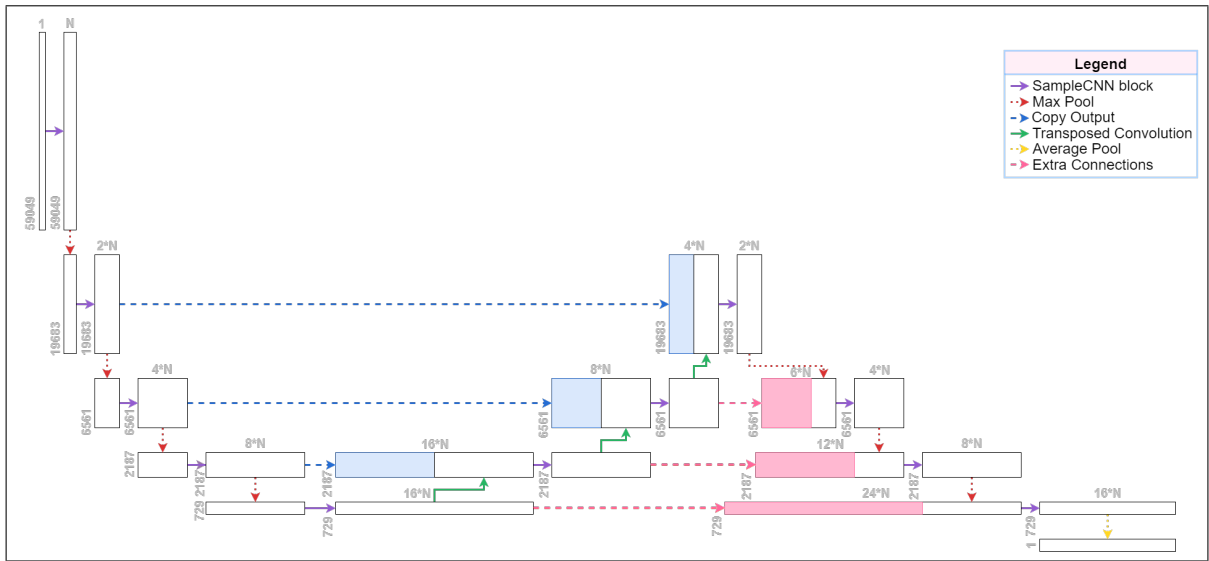 1 N
59049
59049
Legend
SampleCNN block
Max Pool
Copy Output
Transposed Convolution
Average Pool
Extra Connections
2*N 4*N 2*N
19683
19683
19683
19683
4*N 8*N 6*N 4*N
6561
6561
6561
6561
6561
6561
8*N 16*N 12*N 8*N
2187
2187
2187
2187
2187
2187
16*N 24*N 16*N
729
729
729
729
1